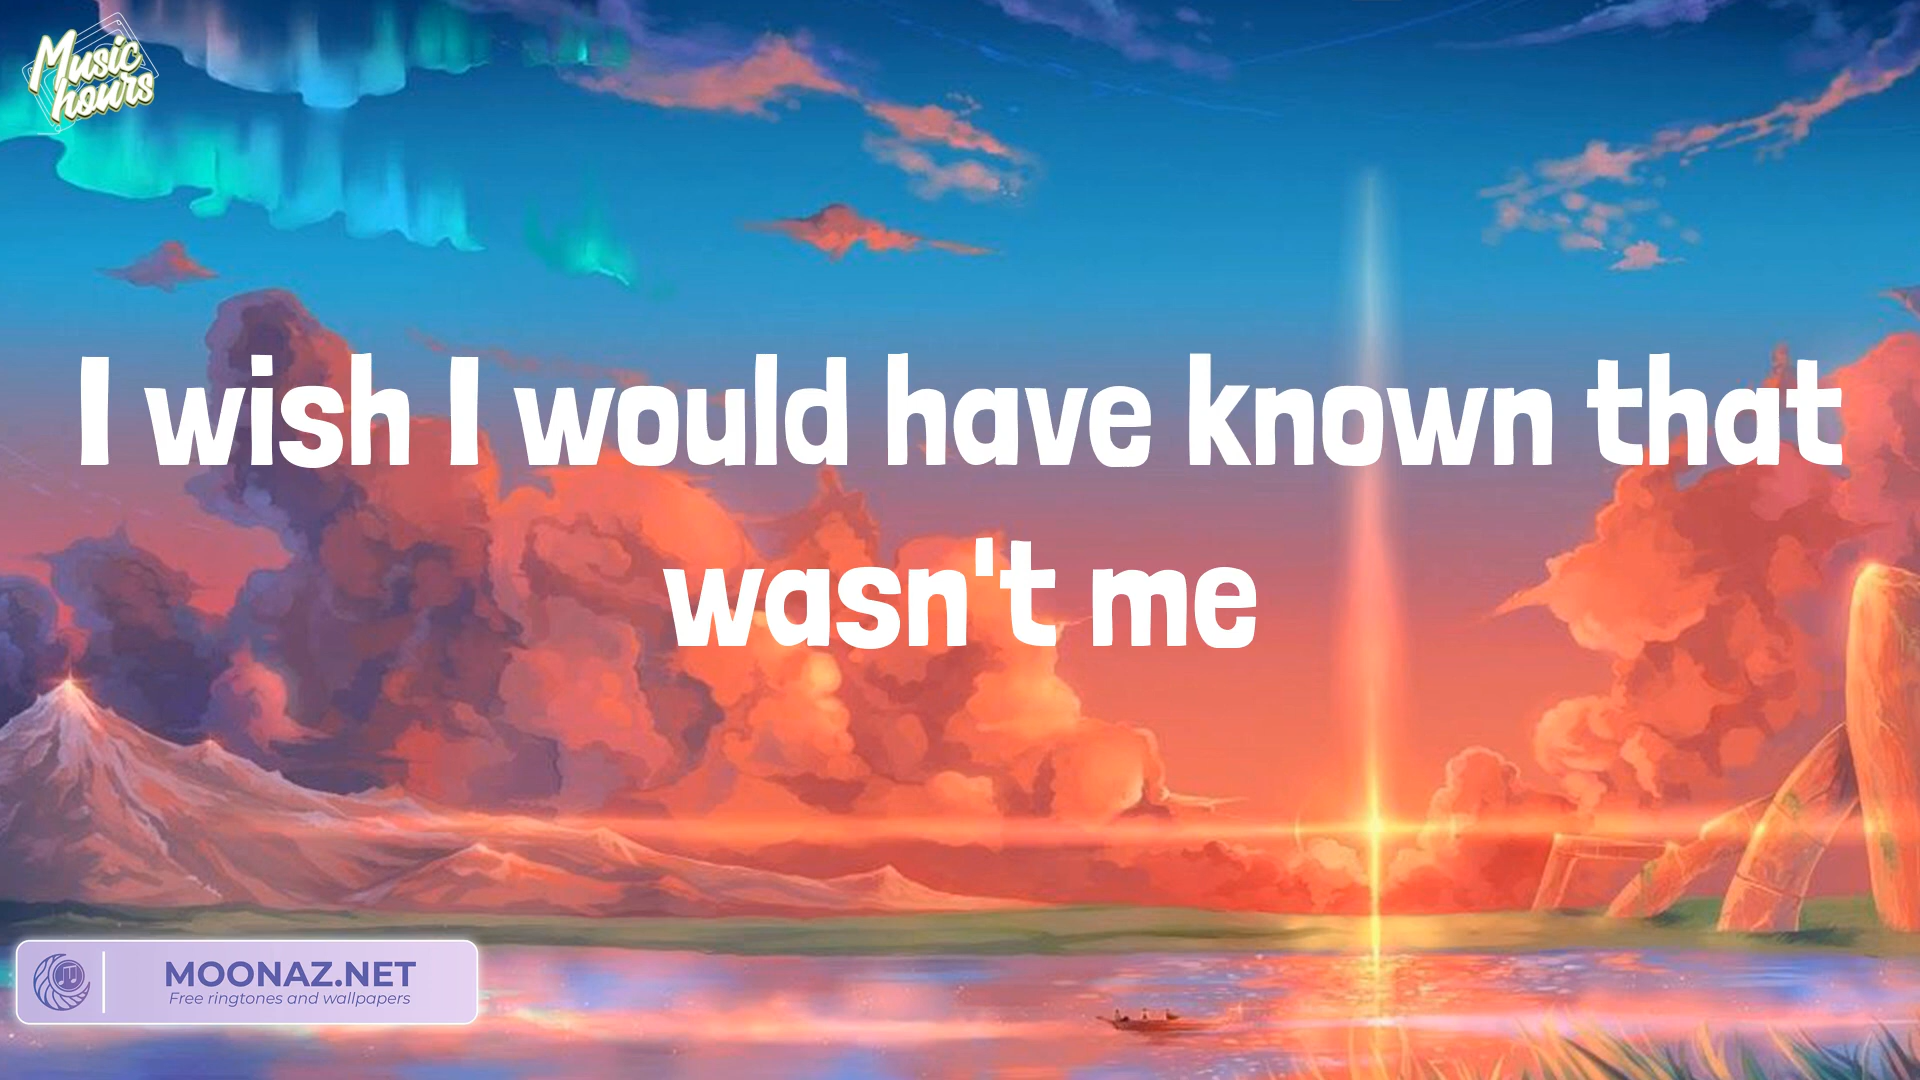 Music
hours
I wish I would have known that
wasn't me
MOONAZ.NET
Free ringtones and wallpapers